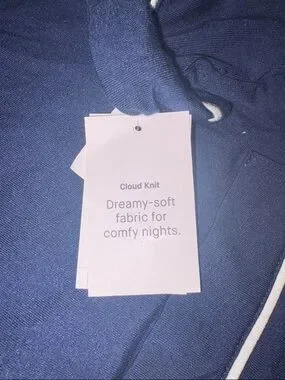 Cloud Knit
Dreamy-soft
fabric for
comfy nights.